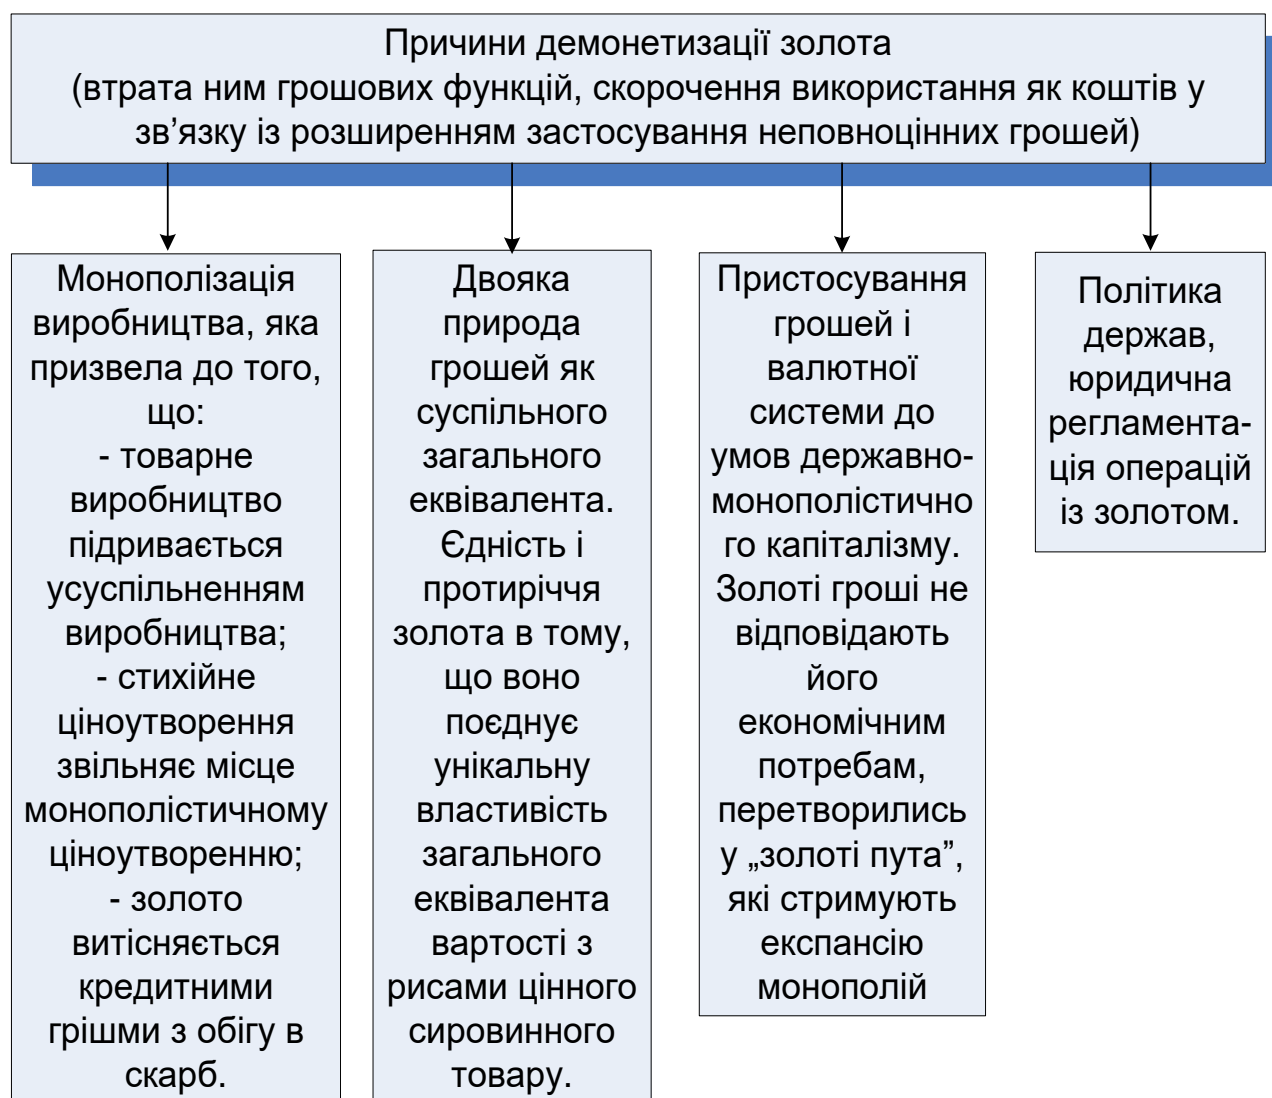 Причини демонетизації золота
(втрата ним грошових функцій, скорочення використання як коштів у
зв’язку із розширенням застосування неповноцінних грошей)
Монополізація
виробництва, яка
призвела до того,
що:
- товарне
виробництво
підривається
усуспільненням
виробництва;
- стихійне
ціноутворення
звільняє місце
монополістичному
ціноутворенню;
- золото
витісняється
кредитними
грішми з обігу в
скарб.
Двояка
природа
грошей як
суспільного
загального
еквівалента.
Єдність і
протиріччя
золота в тому,
що воно
поєднує
унікальну
властивість
загального
еквівалента
вартості з
рисами цінного
сировинного
товару.
Пристосування
грошей і
валютної
системи до
умов державно-
монополістично
го капіталізму.
Золоті гроші не
відповідають
його
економічним
потребам,
перетворились
у „золоті пута”,
які стримують
експансію
монополій
Політика
держав,
юридична
регламента-
ція операцій
із золотом.